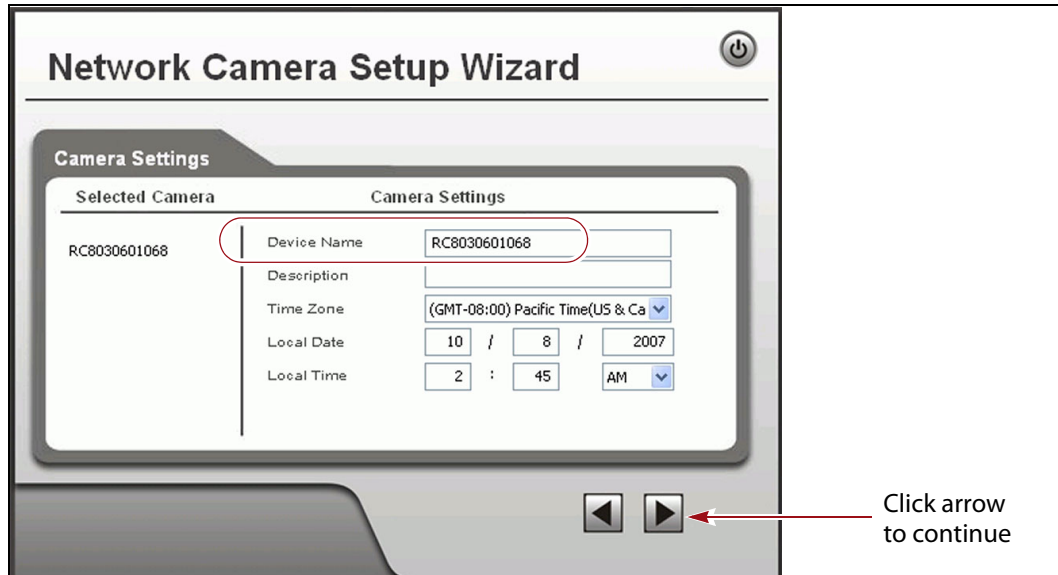 Network Camera Setup Wizard
Camera Settings
Selected Camera
Camera Settings
RC8030601068
Device Name RC8030601068
Description
Time Zone (GMT-08:00) Pacific Time(US & Ca
Local Date 10 / 8 / 2007
Local Time 2 : 45 AM
Click arrow
to continue